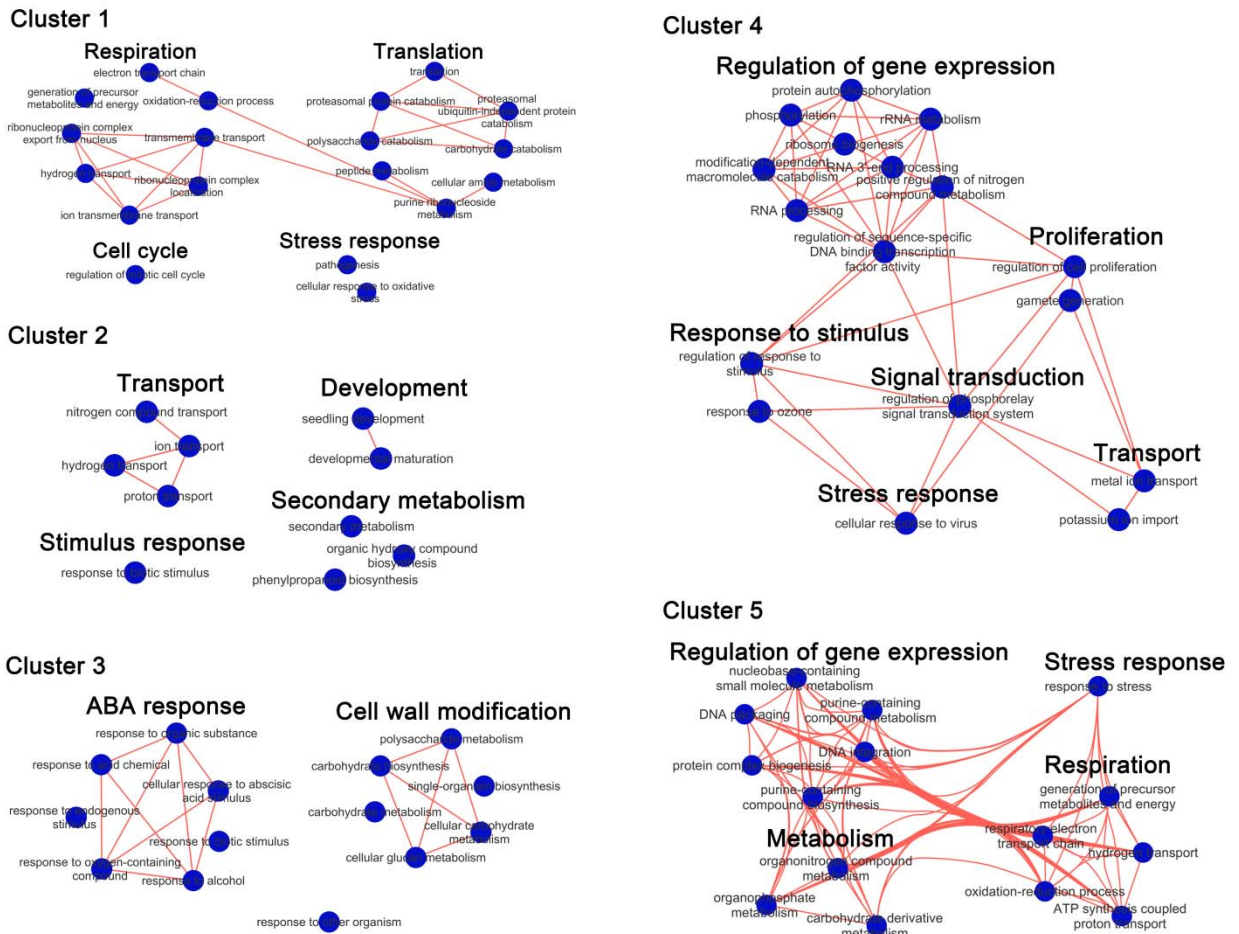 Cluster 1
Respiration
electron transport chain
generation of precursor
metabolites and energy
oxidation-reduction process
ribonucleoprotein complex
export from nucleus
transmembrane transport
hydrogen transport
ribonucleoprotein complex
localisation
ion transmembrane transport
Translation
translation
proteasomal protein catabolism
proteasomal
ubiquitin-independent protein
catabolism
polysaccharide catabolism
carbohydrate catabolism
peptide metabolism
cellular amide metabolism
purine ribonucleoside
metabolism
Cell cycle
regulation of mitotic cell cycle
Stress response
pathogenesis
cellular response to oxidative
stress
Cluster 2
Transport
nitrogen compound transport
ion transport
hydrogen transport
proton transport
Development
seedling development
developmental maturation
Secondary metabolism
secondary metabolism
organic hydroxy compound
biosynthesis
phenylpropanoid biosynthesis
Stimulus response
response to biotic stimulus
Cluster 3
ABA response
response to organic substance
response to acid chemical
cellular response to abscisic
acid stimulus
response to endogenous
stimulus
response to biotic stimulus
response to oxygen-containing
compound
response to alcohol
Cell wall modification
polysaccharide metabolism
carbohydrate biosynthesis
single-organism biosynthesis
carbohydrate metabolism
cellular carbohydrate
metabolism
cellular glucan metabolism
response to other organism
Cluster 4
Regulation of gene expression
protein autophosphorylation
phosphorylation
rRNA metabolism
ribosome biogenesis
modification-dependent
macromolecule catabolism
RNA 3'-end processing
positive regulation of nitrogen
compound metabolism
RNA processing
regulation of sequence-specific
DNA binding transcription
factor activity
Proliferation
regulation of cell proliferation
gamete generation
Response to stimulus
regulation of response to
stimulus
response to ozone
Signal transduction
regulation of phosphorelay
signal transduction system
Transport
metal ion transport
potassium ion import
Stress response
cellular response to virus
Cluster 5
Regulation of gene expression
nucleobase-containing
small molecule metabolism
DNA packaging
purine-containing
compound metabolism
DNA integration
protein complex biogenesis
purine-containing
compound biosynthesis
Stress response
response to stress
Respiration
generation of precursor
metabolites and energy
respiratory electron
transport chain
hydrogen transport
oxidation-reduction process
ATP synthesis coupled
proton transport
Metabolism
organonitrogen compound
metabolism
organophosphate
metabolism
carbohydrate derivative
metabolism